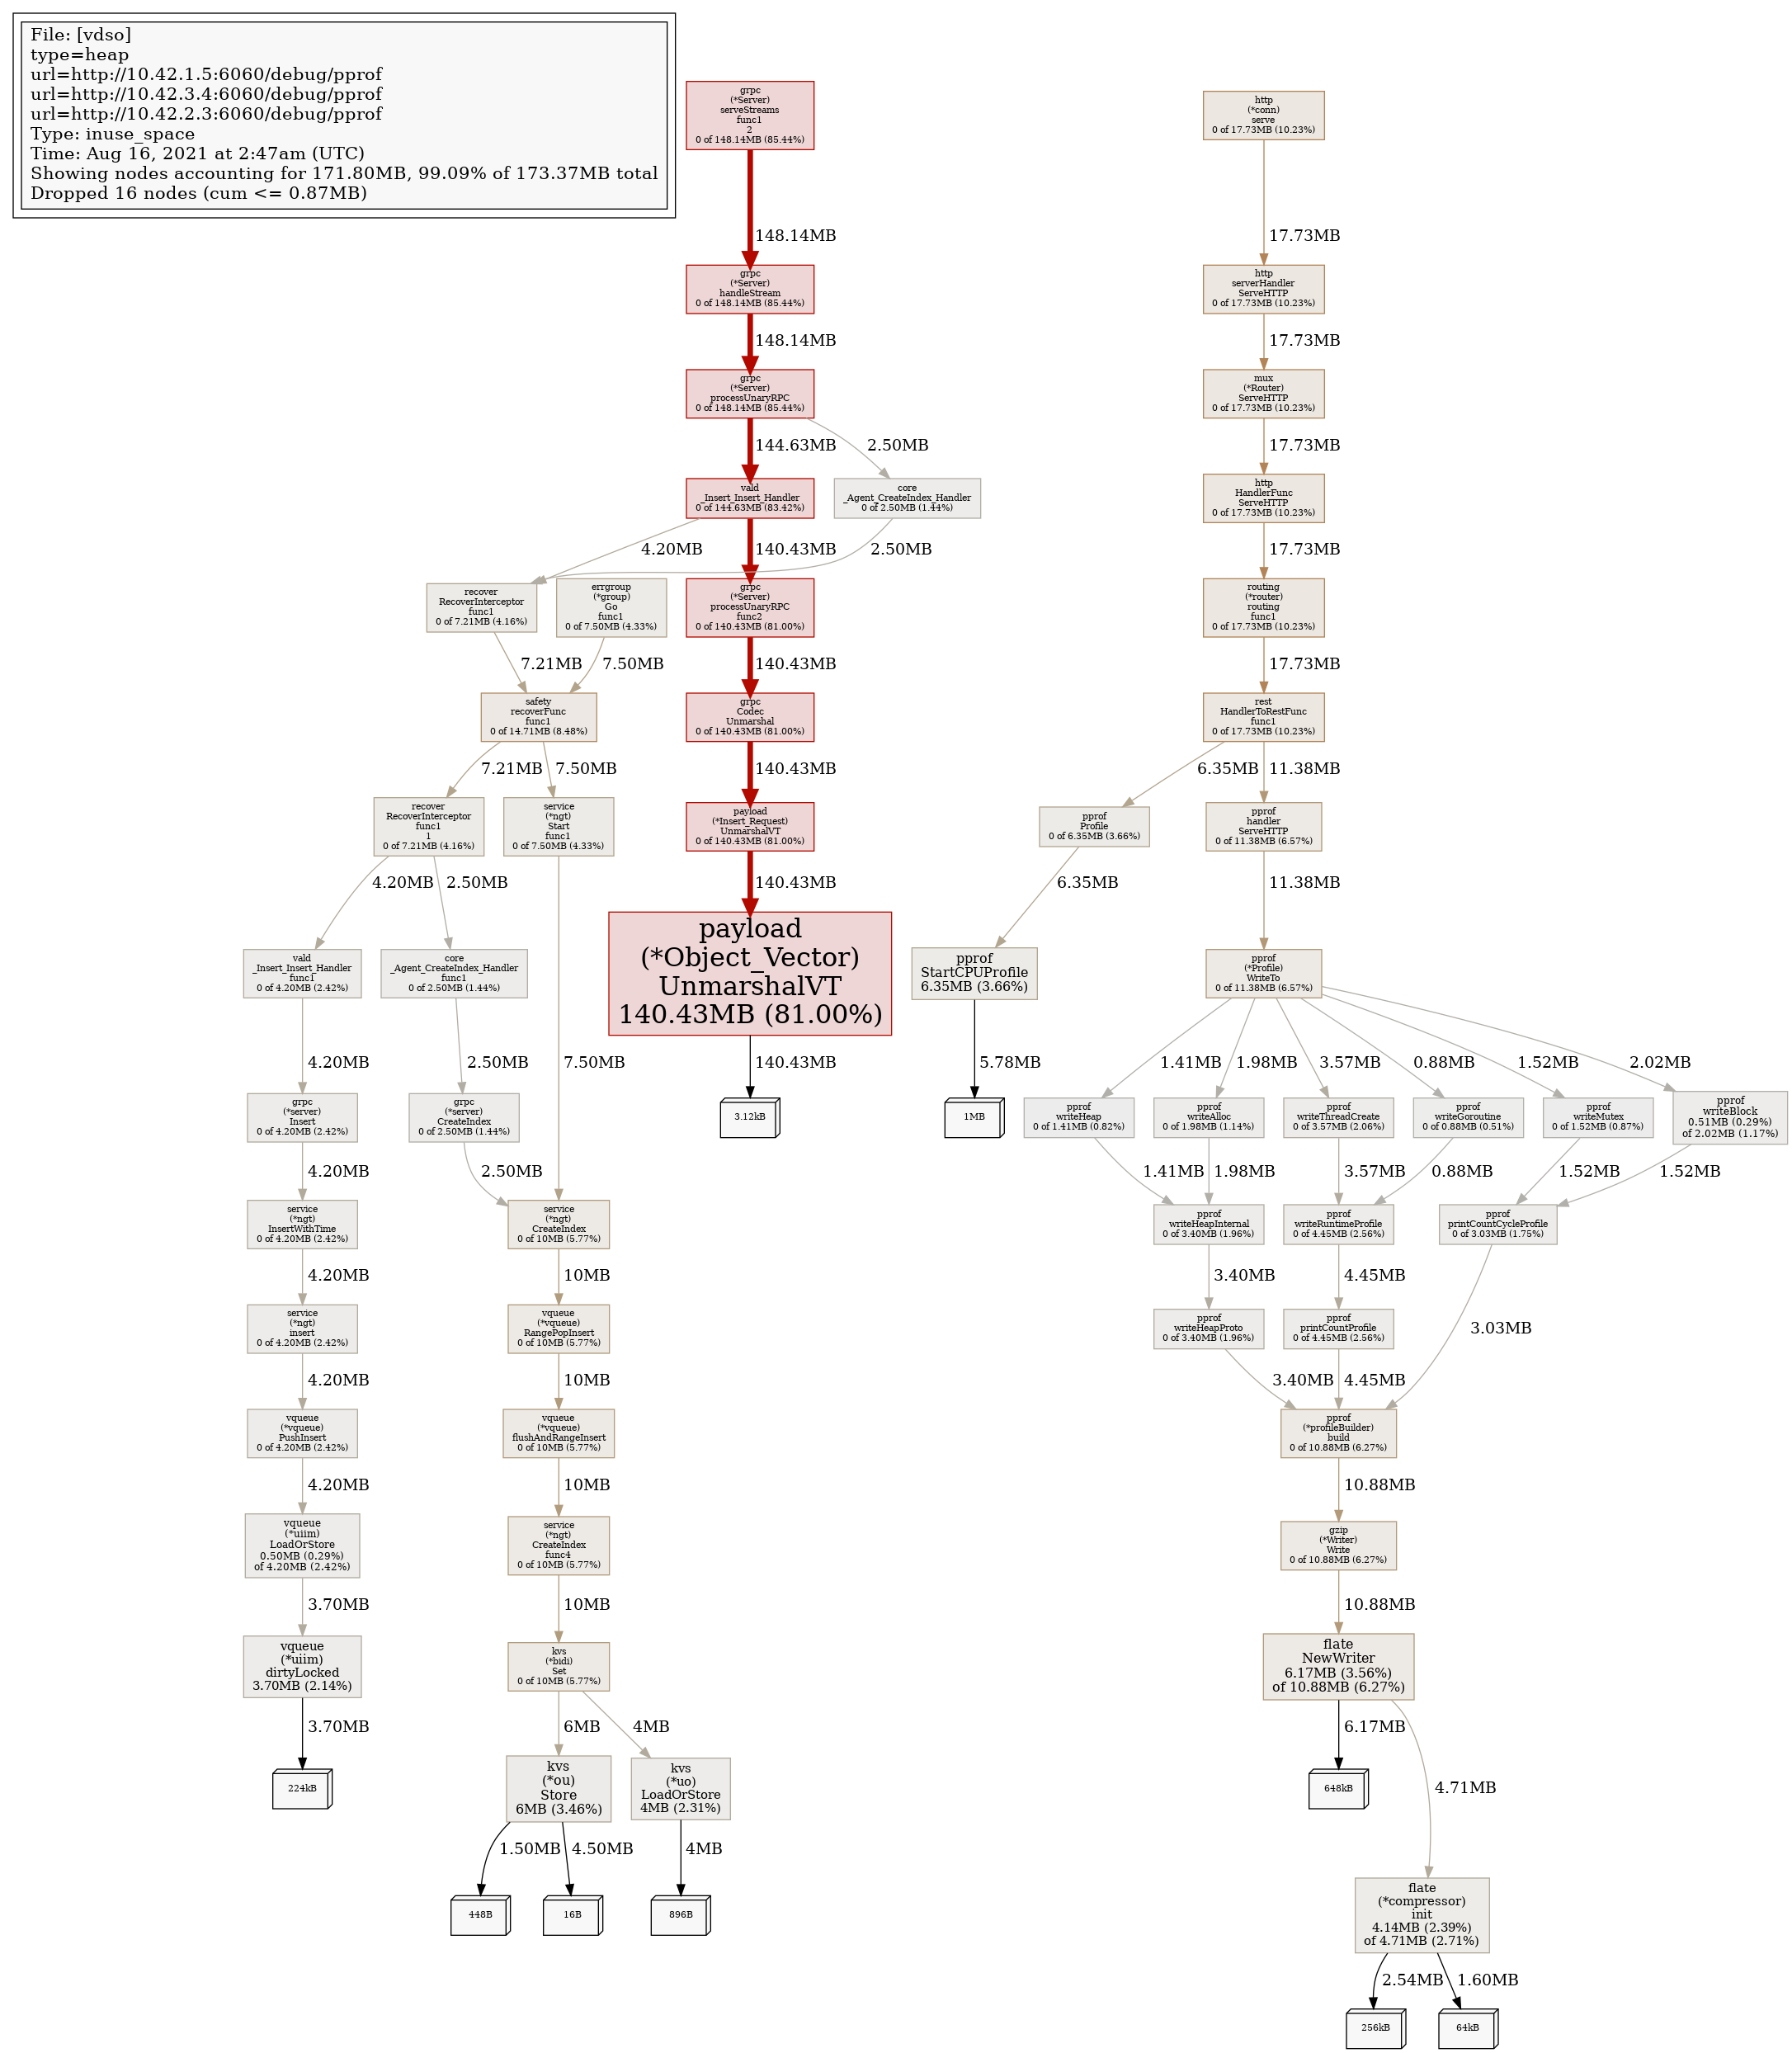 File: [vdso]
type=heap
url=http://10.42.1.5:6060/debug/pprof
url=http://10.42.3.4:6060/debug/pprof
url=http://10.42.2.3:6060/debug/pprof
Type: inuse_space
Time: Aug 16, 2021 at 2:47am (UTC)
Showing nodes accounting for 171.80MB, 99.09% of 173.37MB total
Dropped 16 nodes (cum <= 0.87MB)
grpc
(*Server)
serveStreams
func1
2
0 of 148.14MB (85.44%)
http
(*conn)
serve
0 of 17.73MB (10.23%)
148.14MB
17.73MB
grpc
(*Server)
handleStream
0 of 148.14MB (85.44%)
http
serverHandler
ServeHTTP
0 of 17.73MB (10.23%)
148.14MB
17.73MB
grpc
(*Server)
processUnaryRPC
0 of 148.14MB (85.44%)
mux
(*Router)
ServeHTTP
0 of 17.73MB (10.23%)
144.63MB
2.50MB
17.73MB
vald
_Insert_Insert_Handler
0 of 144.63MB (83.42%)
core
_Agent_CreateIndex_Handler
0 of 2.50MB (1.44%)
http
HandlerFunc
ServeHTTP
0 of 17.73MB (10.23%)
4.20MB
140.43MB
2.50MB
17.73MB
recover
RecoverInterceptor
func1
0 of 7.21MB (4.16%)
errgroup
(*group)
Go
func1
0 of 7.50MB (4.33%)
grpc
(*Server)
processUnaryRPC
func2
0 of 140.43MB (81.00%)
routing
(*router)
routing
func1
0 of 17.73MB (10.23%)
7.21MB
7.50MB
140.43MB
17.73MB
safety
recoverFunc
func1
0 of 14.71MB (8.48%)
grpc
Codec
Unmarshal
0 of 140.43MB (81.00%)
rest
HandlerToRestFunc
func1
0 of 17.73MB (10.23%)
7.21MB
7.50MB
140.43MB
6.35MB
11.38MB
recover
RecoverInterceptor
func1
1
0 of 7.21MB (4.16%)
service
(*ngt)
Start
func1
0 of 7.50MB (4.33%)
payload
(*Insert_Request)
UnmarshalVT
0 of 140.43MB (81.00%)
pprof
Profile
0 of 6.35MB (3.66%)
pprof
handler
ServeHTTP
0 of 11.38MB (6.57%)
4.20MB
2.50MB
140.43MB
6.35MB
11.38MB
vald
_Insert_Insert_Handler
func1
0 of 4.20MB (2.42%)
core
_Agent_CreateIndex_Handler
func1
0 of 2.50MB (1.44%)
payload
(*Object_Vector)
UnmarshalVT
140.43MB (81.00%)
pprof
StartCPUProfile
6.35MB (3.66%)
pprof
(*Profile)
WriteTo
0 of 11.38MB (6.57%)
4.20MB
2.50MB
7.50MB
140.43MB
5.78MB
1.41MB
1.98MB
3.57MB
0.88MB
1.52MB
2.02MB
grpc
(*server)
Insert
0 of 4.20MB (2.42%)
grpc
(*server)
CreateIndex
0 of 2.50MB (1.44%)
3.12kB
1MB
pprof
writeHeap
0 of 1.41MB (0.82%)
pprof
writeAlloc
0 of 1.98MB (1.14%)
pprof
writeThreadCreate
0 of 3.57MB (2.06%)
pprof
writeGoroutine
0 of 0.88MB (0.51%)
pprof
writeMutex
0 of 1.52MB (0.87%)
pprof
writeBlock
0.51MB (0.29%)
of 2.02MB (1.17%)
4.20MB
2.50MB
1.41MB
1.98MB
3.57MB
0.88MB
1.52MB
1.52MB
service
(*ngt)
InsertWithTime
0 of 4.20MB (2.42%)
service
(*ngt)
CreateIndex
0 of 10MB (5.77%)
pprof
writeHeapInternal
0 of 3.40MB (1.96%)
pprof
writeRuntimeProfile
0 of 4.45MB (2.56%)
pprof
printCountCycleProfile
0 of 3.03MB (1.75%)
4.20MB
10MB
3.40MB
4.45MB
3.03MB
service
(*ngt)
insert
0 of 4.20MB (2.42%)
vqueue
(*vqueue)
RangePopInsert
0 of 10MB (5.77%)
pprof
writeHeapProto
0 of 3.40MB (1.96%)
pprof
printCountProfile
0 of 4.45MB (2.56%)
4.20MB
10MB
3.40MB
4.45MB
vqueue
(*vqueue)
PushInsert
0 of 4.20MB (2.42%)
vqueue
(*vqueue)
flushAndRangeInsert
0 of 10MB (5.77%)
pprof
(*profileBuilder)
build
0 of 10.88MB (6.27%)
4.20MB
10MB
10.88MB
vqueue
(*uiim)
LoadOrStore
0.50MB (0.29%)
of 4.20MB (2.42%)
service
(*ngt)
CreateIndex
func4
0 of 10MB (5.77%)
gzip
(*Writer)
Write
0 of 10.88MB (6.27%)
3.70MB
10MB
10.88MB
vqueue
(*uiim)
dirtyLocked
3.70MB (2.14%)
kvs
(*bidi)
Set
0 of 10MB (5.77%)
flate
NewWriter
6.17MB (3.56%)
of 10.88MB (6.27%)
3.70MB
6MB
4MB
6.17MB
4.71MB
224kB
kvs
(*ou)
Store
6MB (3.46%)
kvs
(*uo)
LoadOrStore
4MB (2.31%)
648kB
1.50MB
4.50MB
4MB
448B
16B
896B
flate
(*compressor)
init
4.14MB (2.39%)
of 4.71MB (2.71%)
2.54MB
1.60MB
256kB
64kB